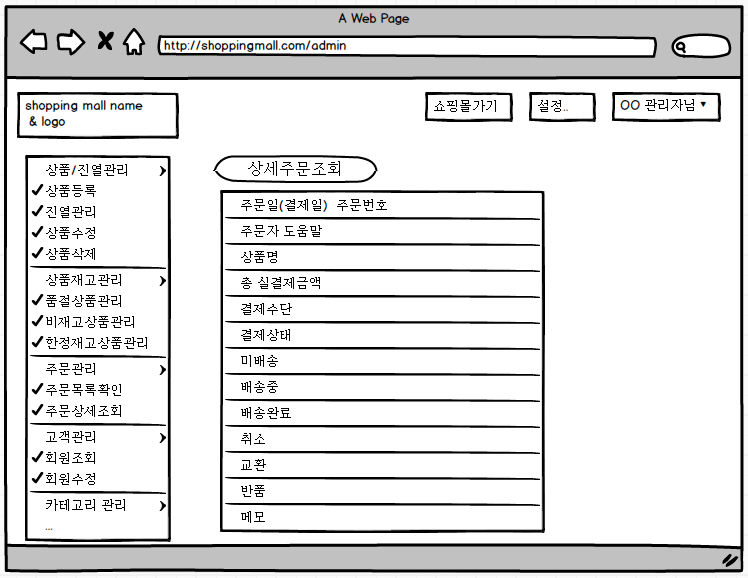 A Web Page
http://shoppingmall.com/admin
shopping mall name
& logo
쇼핑몰가기
설정..
OO 관리자님
상품/진열관리
상품등록
진열관리
상품수정
상품삭제
상품재고관리
품절상품관리
비재고상품관리
한정재고상품관리
주문관리
주문목록확인
주문상세조회
고객관리
회원조회
회원수정
카테고리 관리
...
상세주문조회
주문일(결제일) 주문번호
주문자 도움말
상품명
총 실결제금액
결제수단
결제상태
미배송
배송중
배송완료
취소
교환
반품
메모